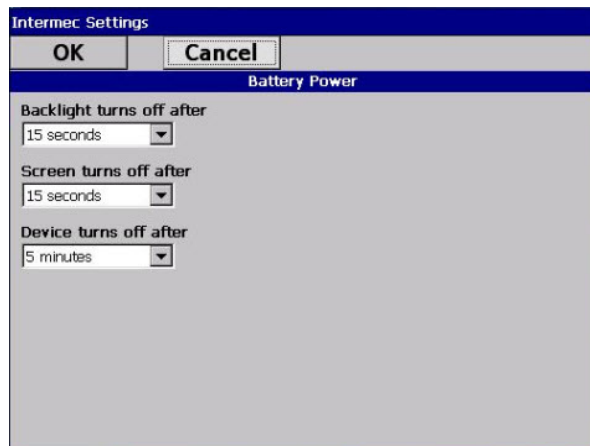 Intermec Settings
OK Cancel
Battery Power
Backlight turns off after
15 seconds
Screen turns off after
15 seconds
Device turns off after
5 minutes